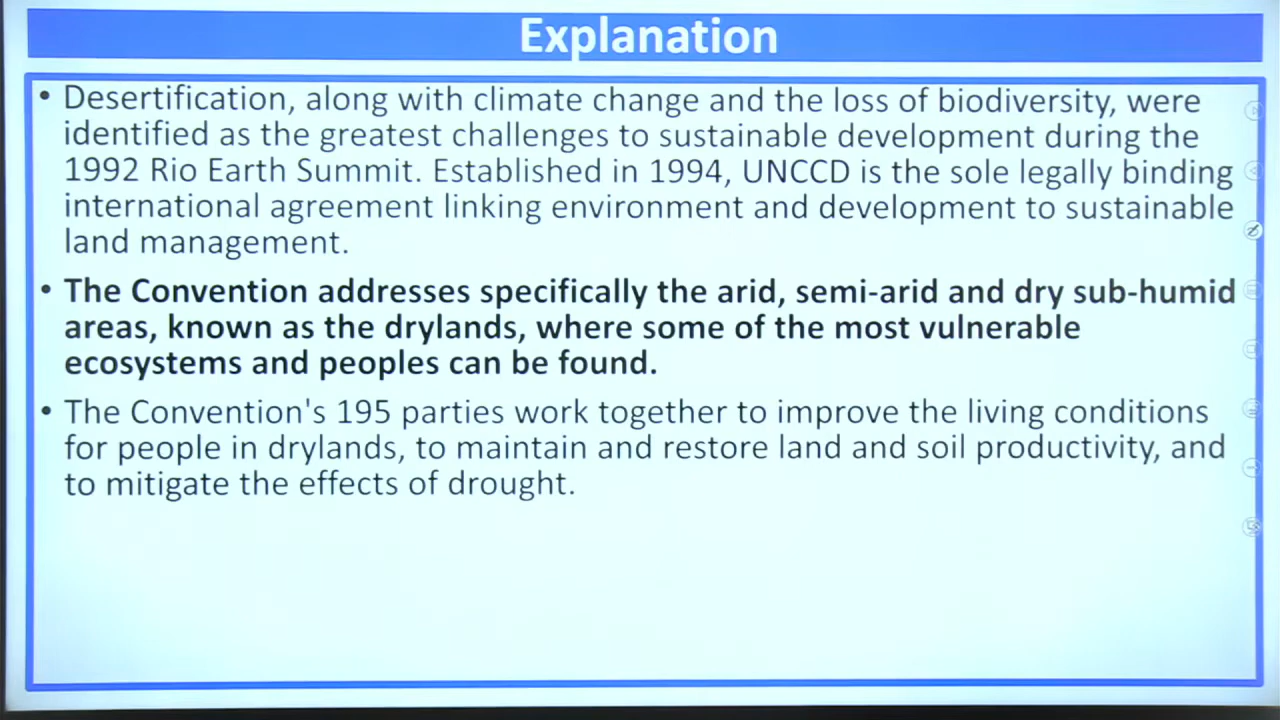 Explanation
• Desertification, along with climate change and the loss of biodiversity, were
identified as the greatest challenges to sustainable development during the
1992 Rio Earth Summit. Established in 1994, UNCCD is the sole legally binding
international agreement linking environment and development to sustainable
land management.
• The Convention addresses specifically the arid, semi-arid and dry sub-humid
areas, known as the drylands, where some of the most vulnerable
ecosystems and peoples can be found.
• The Convention's 195 parties work together to improve the living conditions
for people in drylands, to maintain and restore land and soil productivity, and
to mitigate the effects of drought.